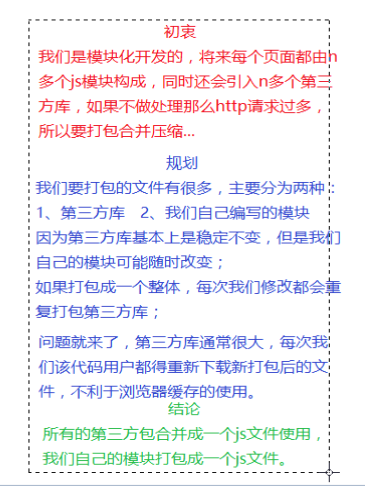 初衷
我们是模块化开发的，将来每个页面都由n
多个js模块构成，同时还会引入n多个第三
方库，如果不做处理那么http请求过多，
所以要打包合并压缩...
规划
我们要打包的文件有很多，主要分为两种：
1、第三方库 2、我们自己编写的模块
因为第三方库基本上是稳定不变，但是我们
自己的模块可能随时改变；
如果打包成一个整体，每次我们修改都会重
复打包第三方库；
问题就来了，第三方库通常很大，每次我
们该代码用户都得重新下载新打包后的文
件，不利于浏览器缓存的使用。
结论
所有的第三方包合并成一个js文件使用，
我们自己的模块打包成一个js文件。